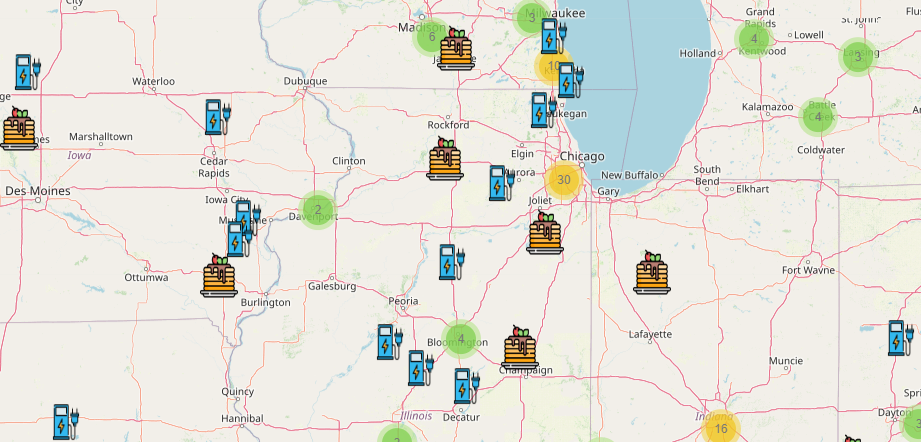 City
Milwaukee
Grand
Rapids
St. Johns
Madison
3
6
4
Kentwood
Lowell
Holland
3
Lansing
Waterloo
Dubuque
10
Kalamazoo
Battle
Creek
4
Rockford
Marshalltown
Iowa
Elgin
Chicago
Coldwater
Cedar
Rapids
Clinton
Aurora
30
New Buffalo
South
Bend
Elkhart
Gary
Des Moines
Iowa City
Joliet
2
Davenport
Ottumwa
Galesburg
Burlington
Peoria
Fort Wayne
4
Bloomington
Lafayette
Champaign
Muncie
Quincy
Hannibal
Illinois
Decatur
Indiana
16
Dayton